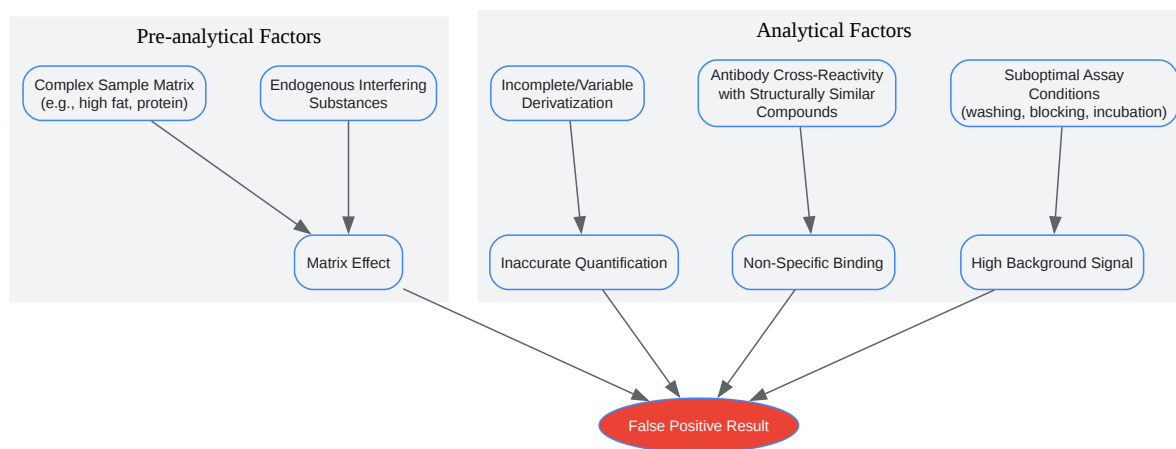 Pre-analytical Factors
Complex Sample Matrix
(e.g., high fat, protein)
Endogenous Interfering
Substances
Matrix Effect
Analytical Factors
Incomplete/Variable
Derivatization
Antibody Cross-Reactivity
with Structurally Similar
Compounds
Suboptimal Assay
Conditions
(washing, blocking, incubation)
Inaccurate Quantification
Non-Specific Binding
High Background Signal
False Positive Result